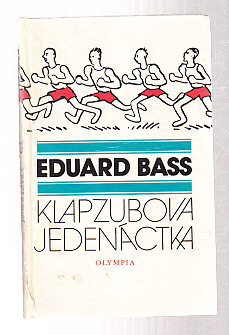 EDUARD BASS
KLAPZUBOVA
JEDENÁCTKA
OLYMPIA